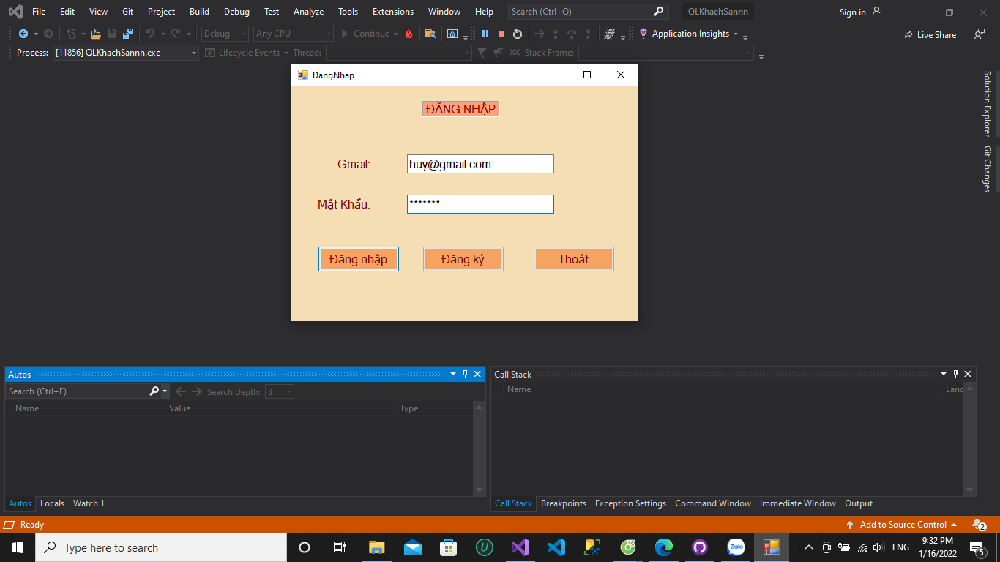 File Edit View Git Project Build Debug Test Analyze Tools Extensions Window Help Search (Ctrl+Q) QLKhachSannn Sign in
Debug Any CPU Continue Application Insights Live Share
Process: [11856] QLKhachSannn.exe Lifecycle Events Thread: Stack Frame:
DangNhap
ĐĂNG NHẬP
Gmail: huy@gmail.com
Mật Khẩu: *******
Đăng nhập Đăng ký Thoát
Solution Explorer
Git Changes
Autos
Search (Ctrl+E) Search Depth: 3
Name Value Type
Autos Locals Watch 1
Call Stack
Name Lang
Call Stack Breakpoints Exception Settings Command Window Immediate Window Output
Ready Add to Source Control 2
Type here to search
Zalo
ENG
9:32 PM
1/16/2022
5